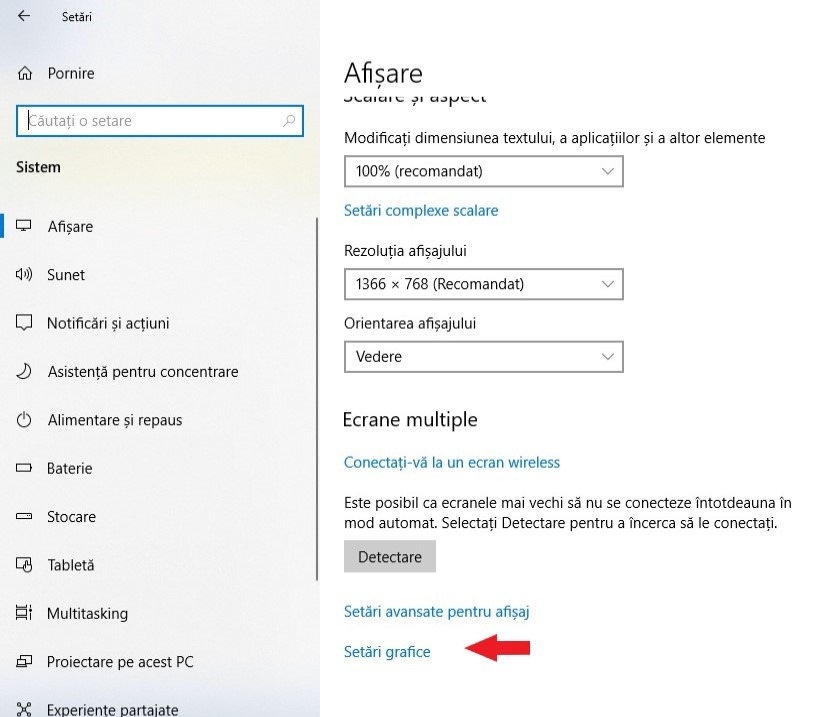 Setări
Pornire
Căutați o setare
Sistem
Afișare
Sunet
Notificări și acțiuni
Asistență pentru concentrare
Alimentare și repaus
Baterie
Stocare
Tabletă
Multitasking
Proiectare pe acest PC
Experiențe partajate
Afișare
Scalare și aspect
Modificați dimensiunea textului, a aplicațiilor și a altor elemente
100% (recomandat)
Setări complexe scalare
Rezoluția afișajului
1366 × 768 (Recomandat)
Orientarea afișajului
Vedere
Ecrane multiple
Conectați-vă la un ecran wireless
Este posibil ca ecranele mai vechi să nu se conecteze întotdeauna în
mod automat. Selectați Detectare pentru a încerca să le conectați.
Detectare
Setări avansate pentru afișaj
Setări grafice